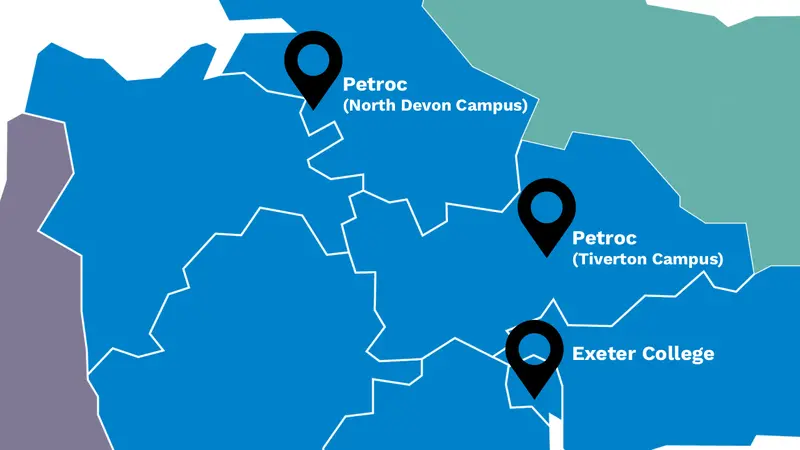 Petroc
(North Devon Campus)
Petroc
(Tiverton Campus)
Exeter College